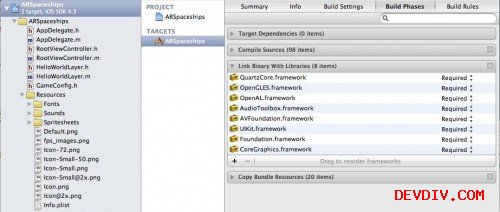 ARSpaceships
1 target, iOS SDK 4.3
ARSpaceships
AppDelegate.h
AppDelegate.m
RootViewController.h
RootViewController.m
HelloWorldLayer.h
HelloWorldLayer.m
GameConfig.h
Resources
Fonts
Sounds
Spritesheets
Default.png
fps_images.png
Icon-72.png
Icon-Small-50.png
Icon-Small.png
Icon-Small@2x.png
Icon.png
Icon@2x.png
Info.plist
PROJECT
ARSpaceships
TARGETS
ARSpaceships
Summary Info Build Settings Build Phases Build Rules
Target Dependencies (0 items)
Compile Sources (98 items)
Link Binary With Libraries (8 items)
QuartzCore.framework Required
OpenGLES.framework Required
OpenAL.framework Required
AudioToolbox.framework Required
AVFoundation.framework Required
UIKit.framework Required
Foundation.framework Required
CoreGraphics.framework Required
+ − Drag to reorder frameworks
Copy Bundle Resources (20 items)
DEVDIV.COM